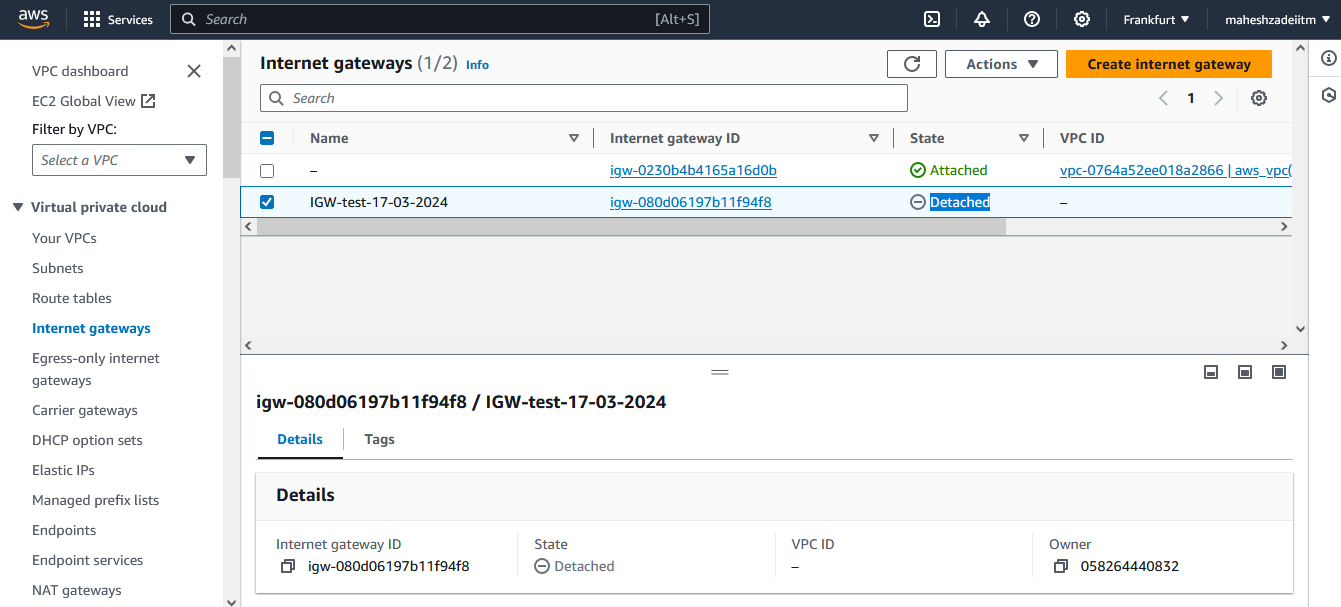 aws
Services
Search
[Alt+S]
Frankfurt
maheshzadeiitm
VPC dashboard
EC2 Global View
Filter by VPC:
Select a VPC
Virtual private cloud
Your VPCs
Subnets
Route tables
Internet gateways
Egress-only internet
gateways
Carrier gateways
DHCP option sets
Elastic IPs
Managed prefix lists
Endpoints
Endpoint services
NAT gateways
Internet gateways (1/2) Info
Actions
Create internet gateway
Search
1
Name Internet gateway ID State VPC ID
– igw-0230b4b4165a16d0b Attached vpc-0764a52ee018a2866 | aws_vpc(
IGW-test-17-03-2024 igw-080d06197b11f94f8 Detached –
igw-080d06197b11f94f8 / IGW-test-17-03-2024
Details Tags
Details
Internet gateway ID State VPC ID Owner
igw-080d06197b11f94f8 Detached – 058264440832